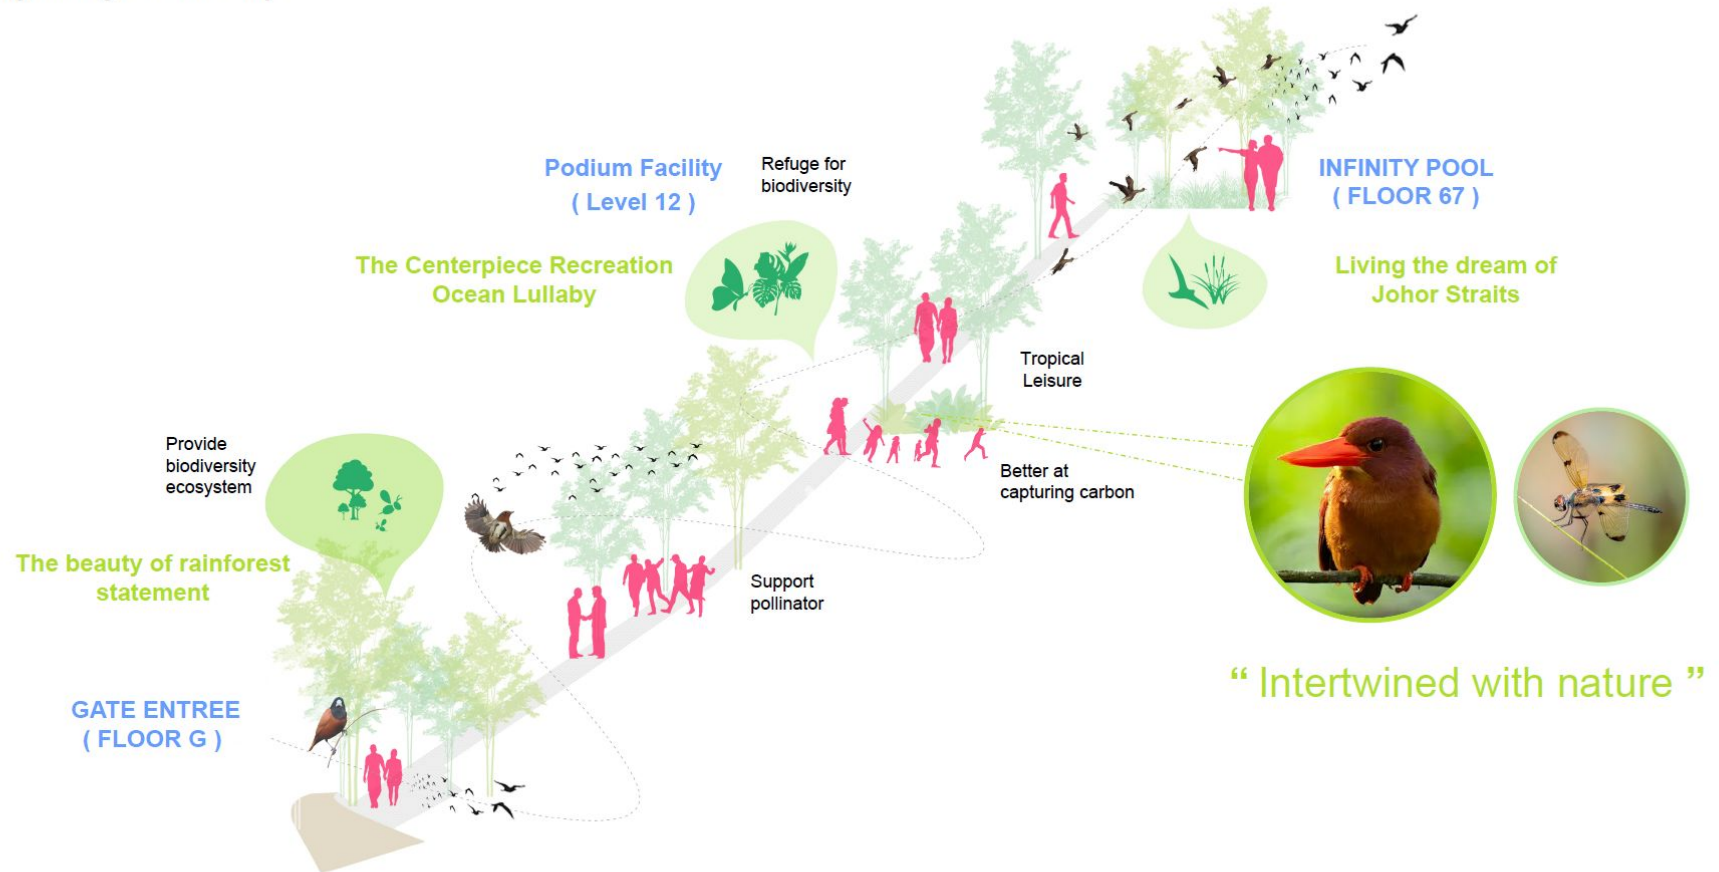 Podium Facility
( Level 12 )
Refuge for
biodiversity
The Centerpiece Recreation
Ocean Lullaby
INFINITY POOL
( FLOOR 67 )
Living the dream of
Johor Straits
Tropical
Leisure
Provide
biodiversity
ecosystem
Better at
capturing carbon
The beauty of rainforest
statement
Support
pollinator
GATE ENTREE
( FLOOR G )
“ Intertwined with nature ”